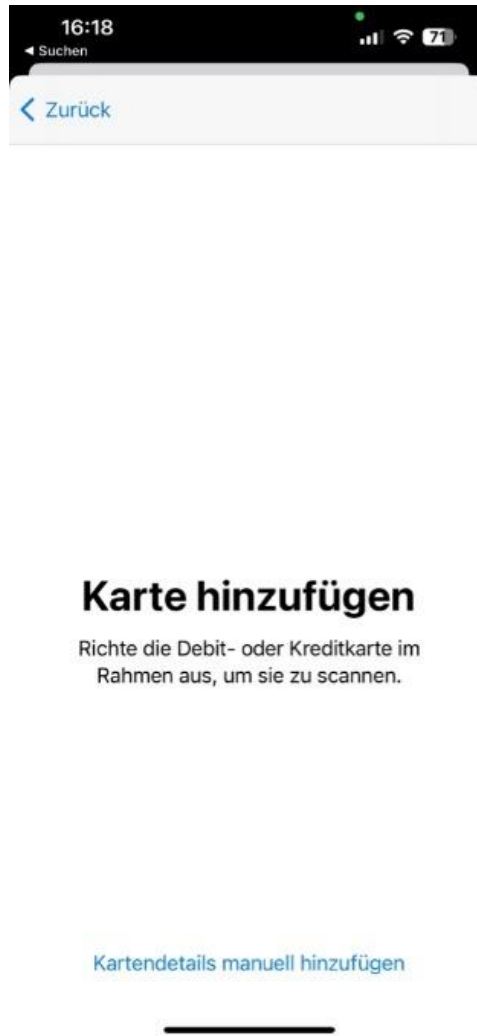 16:18
71
◀ Suchen
Zurück
Karte hinzufügen
Richte die Debit- oder Kreditkarte im
Rahmen aus, um sie zu scannen.
Kartendetails manuell hinzufügen